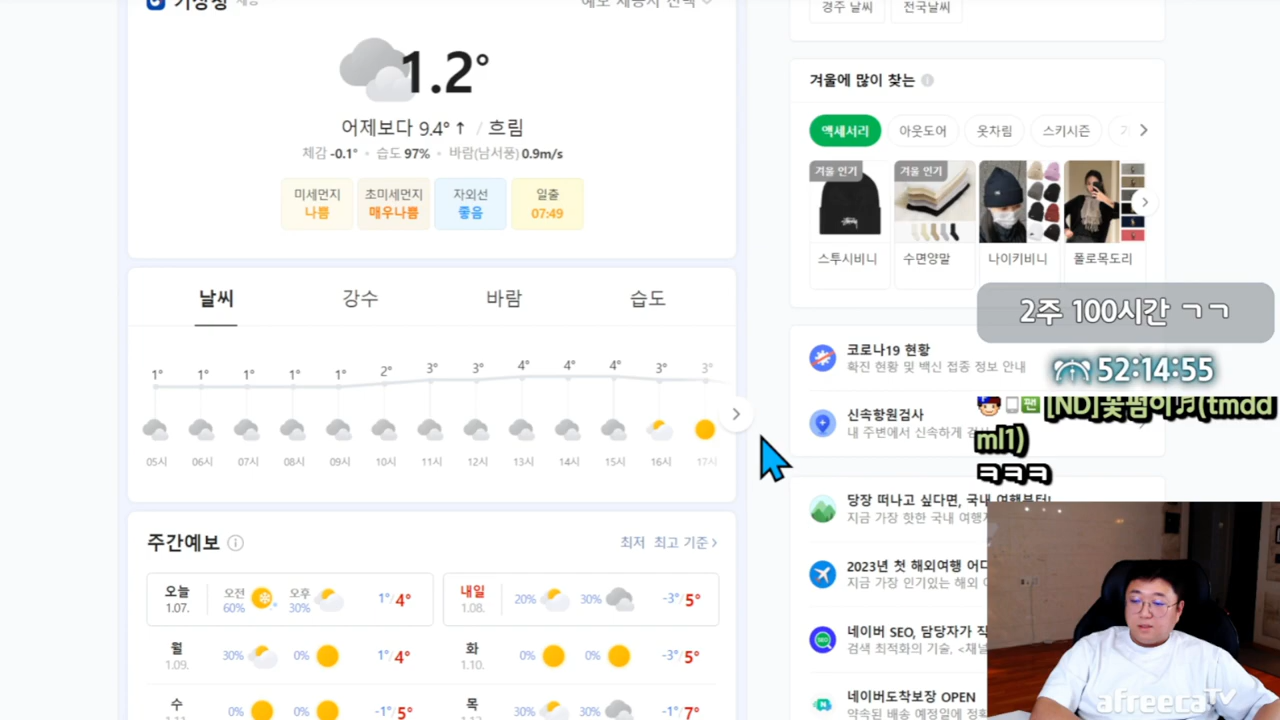 기상청
경주 날씨
전국날씨
1.2°
어제보다 9.4° ↑ / 흐림
체감 -0.1° • 습도 97% • 바람(남서풍) 0.9m/s
미세먼지
나쁨
초미세먼지
매우나쁨
자외선
좋음
일출
07:49
날씨
강수
바람
습도
1° 1° 1° 1° 1° 2° 3° 3° 4° 4° 4° 3° 3°
05시 06시 07시 08시 09시 10시 11시 12시 13시 14시 15시 16시 17시
주간예보
최저 최고 기준 >
오늘
1.07.
오전
60%
오후
30%
1°/4°
내일
1.08.
20%
30%
-3°/5°
월
1.09.
30%
0%
1°/4°
화
1.10.
0%
0%
-3°/5°
수
0%
0%
-1°/5°
목
30%
30%
-1°/7°
겨울에 많이 찾는
액세서리
아웃도어
옷차림
스키시즌
겨울 인기
겨울 인기
스투시비니
수면양말
나이키비니
폴로목도리
2주 100시간 ㄱㄱ
52:14:55
코로나19 현황
확진 현황 및 백신 접종 정보 안내
신속항원검사
내 주변에서 신속하게
팬
[ND]꽃핌이♬(tmdd
ml1)
ㅋㅋㅋ
당장 떠나고 싶다면, 국내 여행부터!
지금 가장 핫한 국내 여행
2023년 첫 해외여행
지금 가장 인기있는 해외
네이버 SEO, 담당자가
검색 최적화의 기술,
네이버도착보장 OPEN
약속된 배송 예정일에
afreecaTV